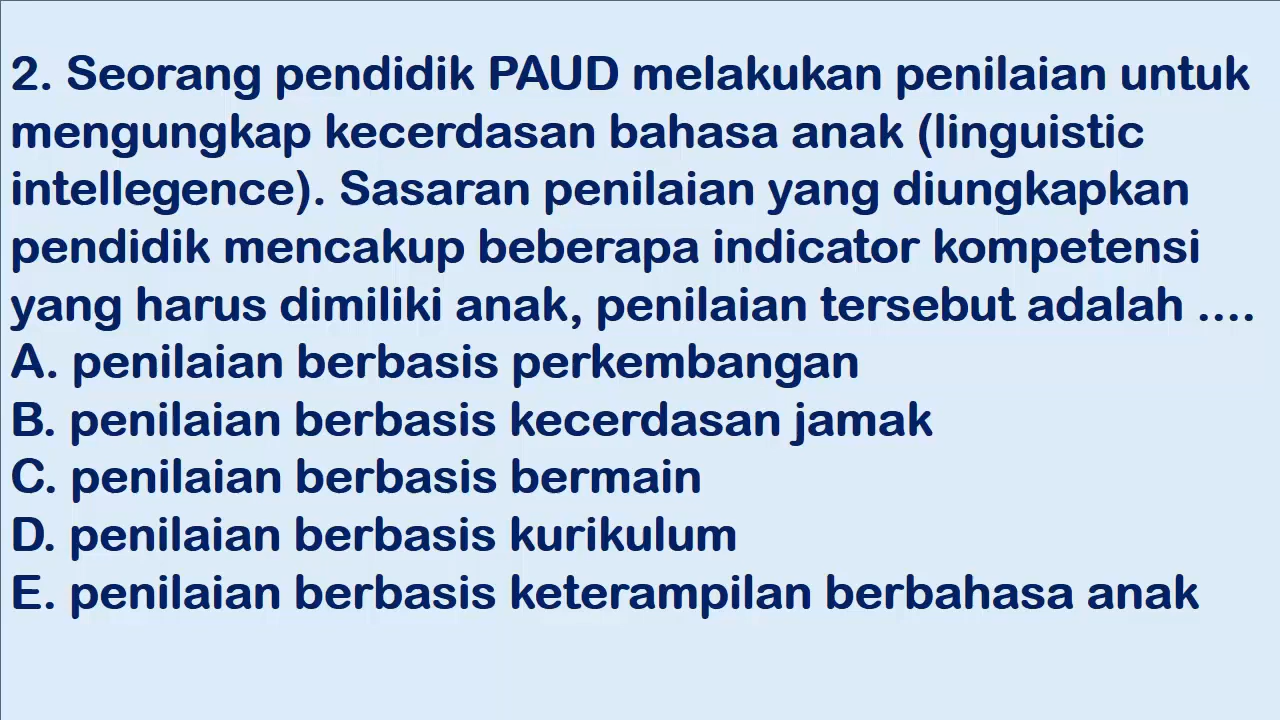 2. Seorang pendidik PAUD melakukan penilaian untuk
mengungkap kecerdasan bahasa anak (linguistic
intellegence). Sasaran penilaian yang diungkapkan
pendidik mencakup beberapa indicator kompetensi
yang harus dimiliki anak, penilaian tersebut adalah ....
A. penilaian berbasis perkembangan
B. penilaian berbasis kecerdasan jamak
C. penilaian berbasis bermain
D. penilaian berbasis kurikulum
E. penilaian berbasis keterampilan berbahasa anak